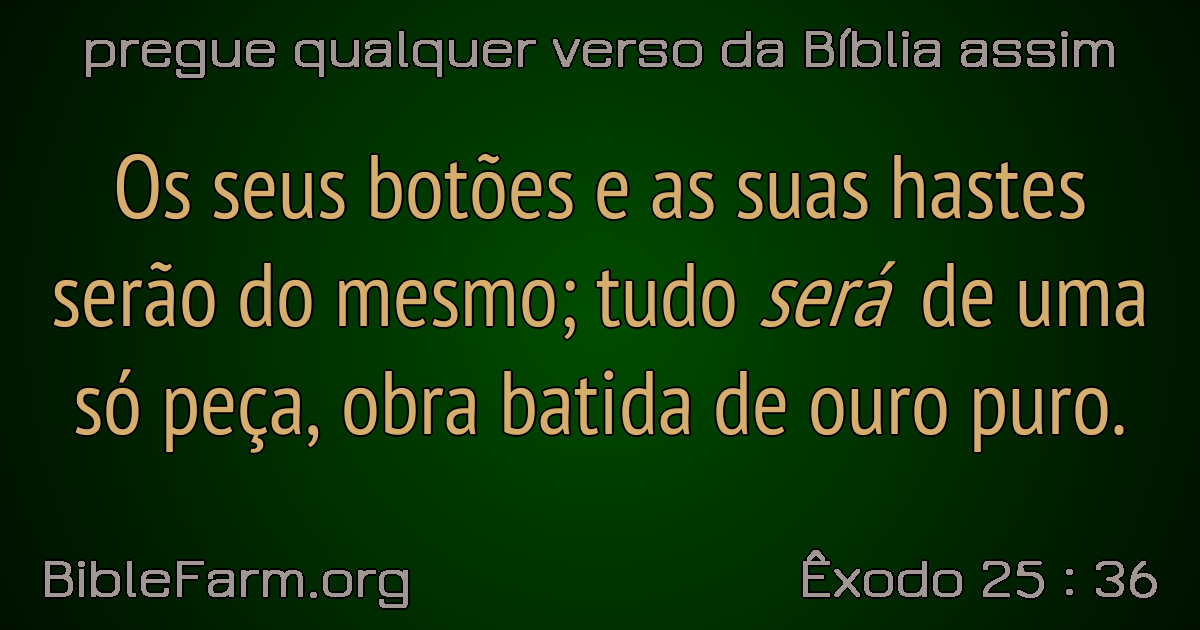 pregue qualquer verso da Bíblia assim
Os seus botões e as suas hastes
serão do mesmo; tudo será de uma
só peça, obra batida de ouro puro.
BibleFarm.org
Êxodo 25 : 36